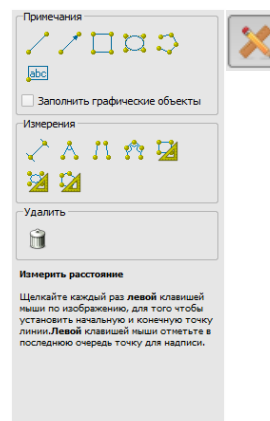 Примечания
abc
Заполнить графические объекты
Измерения
Удалить
Измерить расстояние
Щелкайте каждый раз левой клавишей
мыши по изображению, для того чтобы
установить начальную и конечную точку
линии.Левой клавишей мыши отметьте в
последнюю очередь точку для надписи.